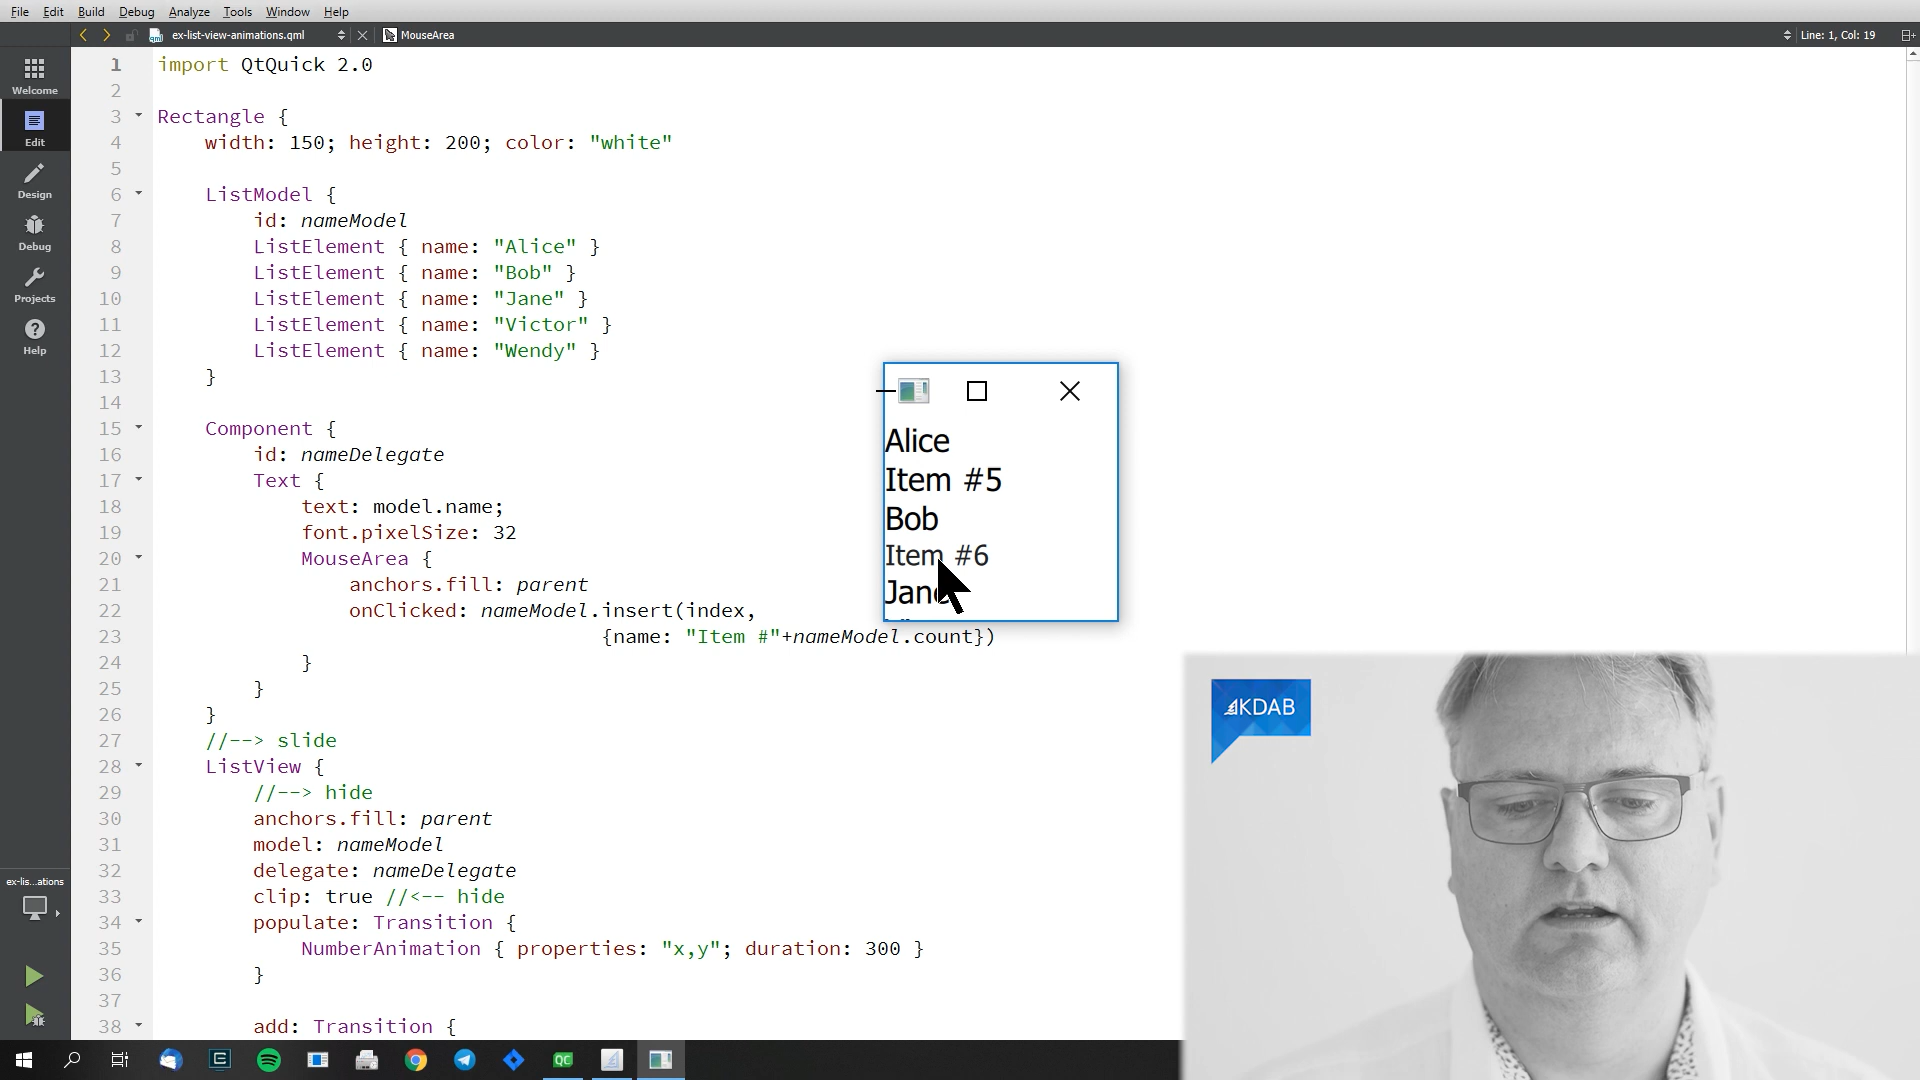 File Edit Build Debug Analyze Tools Window Help
ex-list-view-animations.qml MouseArea Line: 1, Col: 19
Welcome
Edit
Design
Debug
Projects
Help
ex-lis...ations
1 import QtQuick 2.0
2
3 Rectangle {
4 width: 150; height: 200; color: "white"
5
6 ListModel {
7 id: nameModel
8 ListElement { name: "Alice" }
9 ListElement { name: "Bob" }
10 ListElement { name: "Jane" }
11 ListElement { name: "Victor" }
12 ListElement { name: "Wendy" }
13 }
14
15 Component {
16 id: nameDelegate
17 Text {
18 text: model.name;
19 font.pixelSize: 32
20 MouseArea {
21 anchors.fill: parent
22 onClicked: nameModel.insert(index,
23 {name: "Item #"+nameModel.count})
24 }
25 }
26 }
27 //--> slide
28 ListView {
29 //--> hide
30 anchors.fill: parent
31 model: nameModel
32 delegate: nameDelegate
33 clip: true //<-- hide
34 populate: Transition {
35 NumberAnimation { properties: "x,y"; duration: 300 }
36 }
37
38 add: Transition {
Alice
Item #5
Bob
Item #6
Jane
KDAB
QC